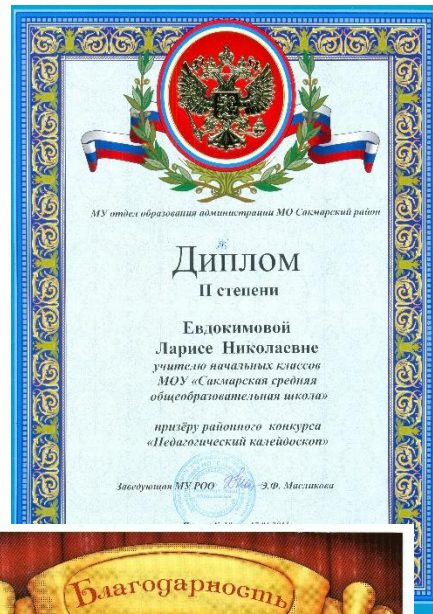 МУ отдел образования администрации МО Сакмарский район
Диплом
II степени
Евдокимовой
Ларисе Николаевне
учителю начальных классов
МОУ «Сакмарская средняя
общеобразовательная школа»
призёру районного конкурса
«Педагогический калейдоскоп»
Заведующая МУ РОО Э.Ф. Масликова
Благодарность